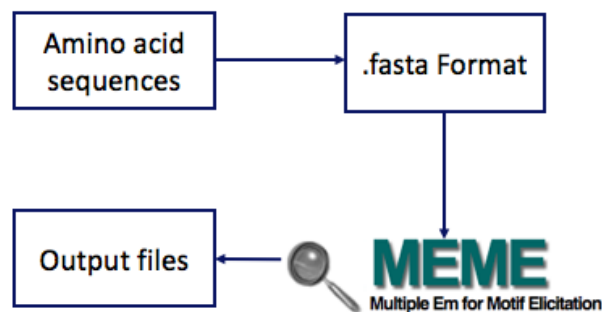 Amino acid
sequences
.fasta Format
Output files
MEME
Multiple Em for Motif Elicitation